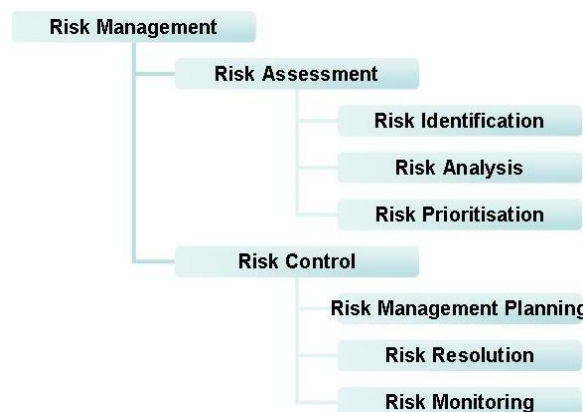 Risk Management
Risk Assessment
Risk Identification
Risk Analysis
Risk Prioritisation
Risk Control
Risk Management Planning
Risk Resolution
Risk Monitoring